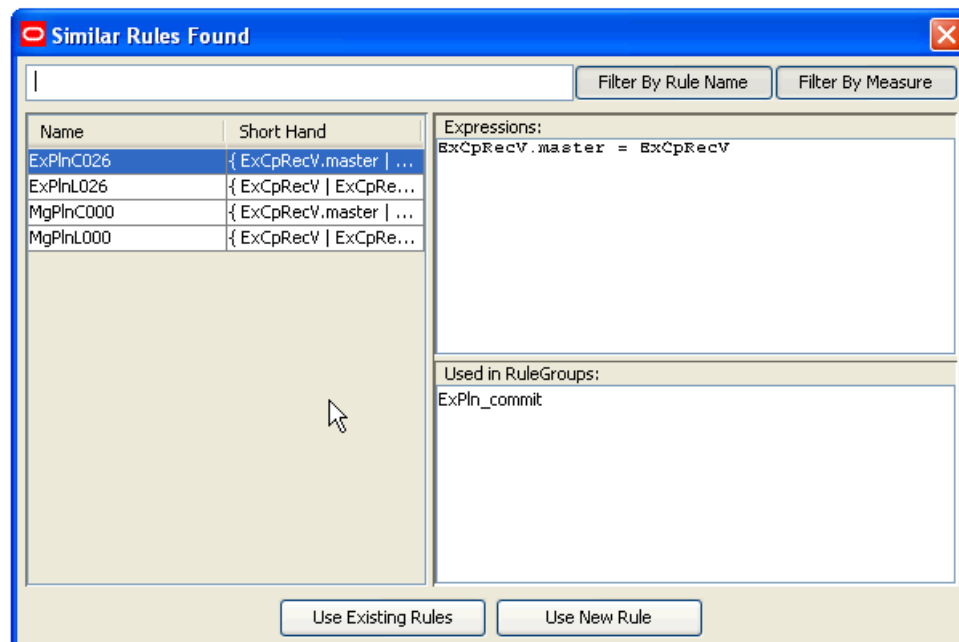 Similar Rules Found
Filter By Rule Name Filter By Measure
Name Short Hand
ExPlnC026 { ExCpRecV.master | ...
ExPlnL026 { ExCpRecV | ExCpRe...
MgPlnC000 { ExCpRecV.master | ...
MgPlnL000 { ExCpRecV | ExCpRe...
Expressions:
ExCpRecV.master = ExCpRecV
Used in RuleGroups:
ExPln_commit
Use Existing Rules Use New Rule